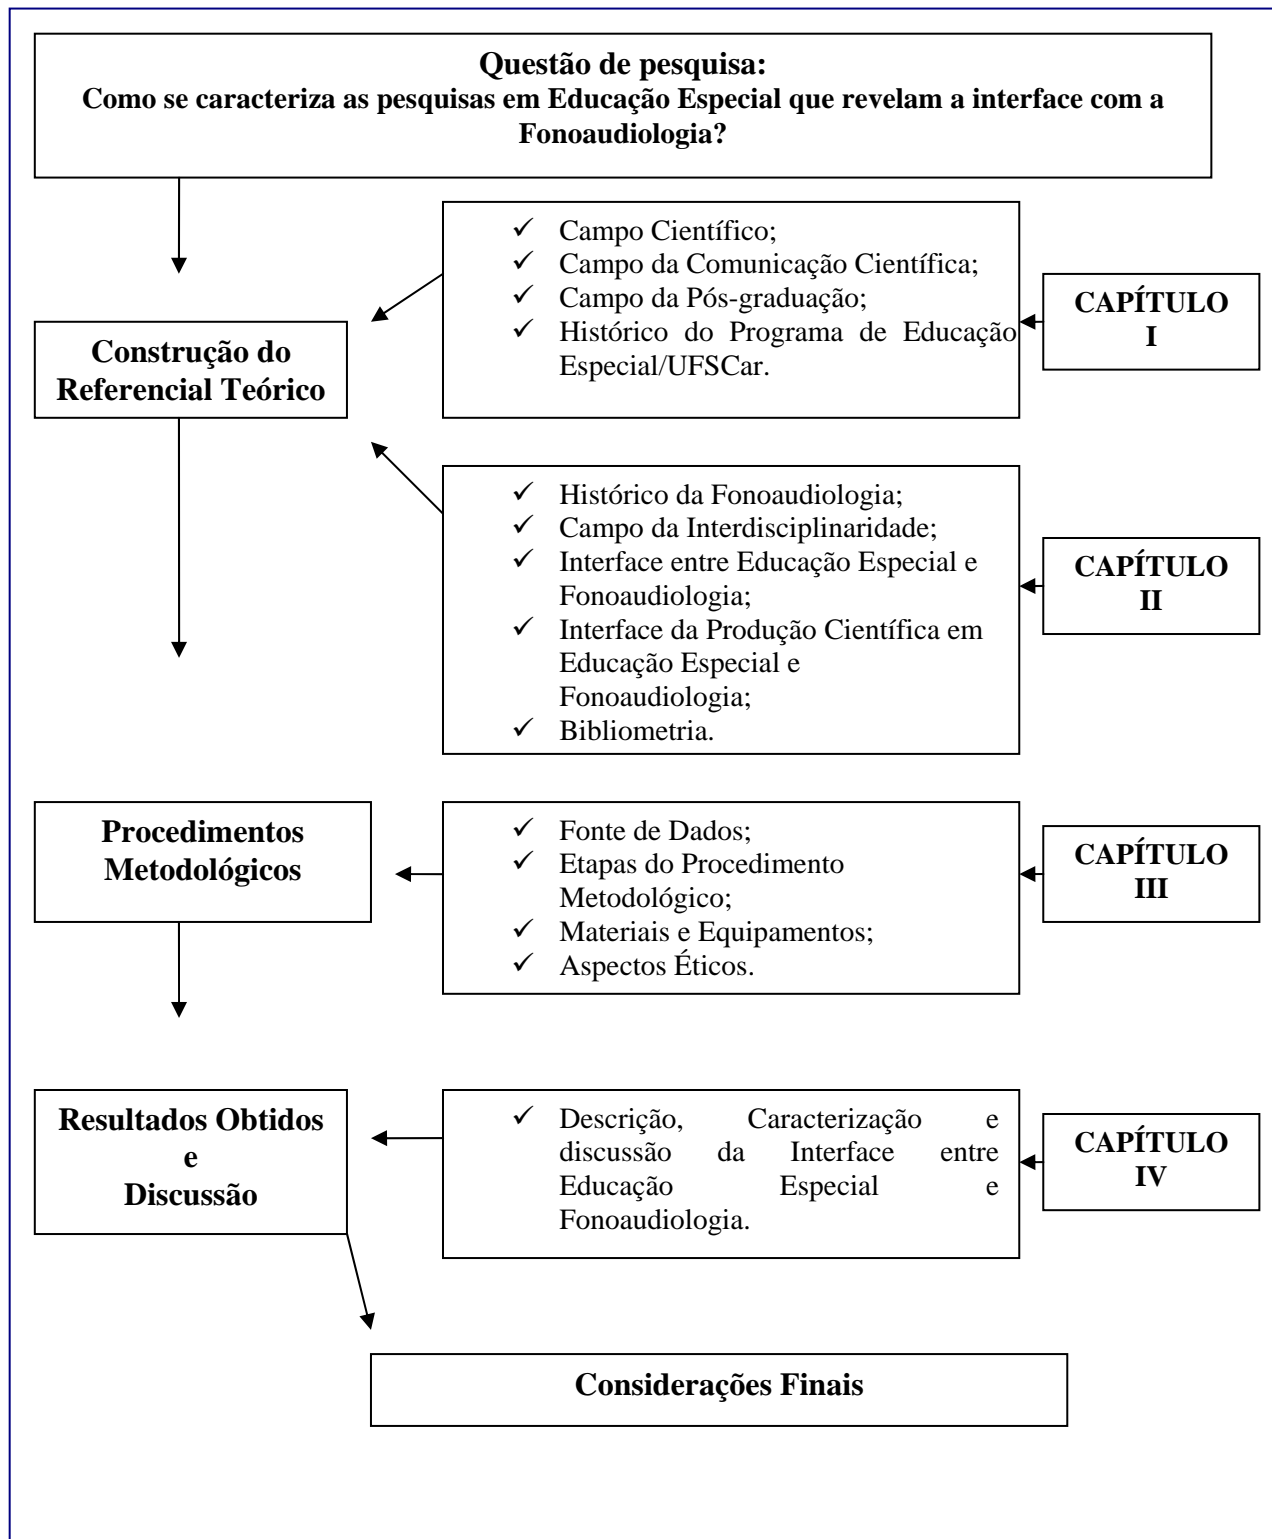 Questão de pesquisa:
Como se caracteriza as pesquisas em Educação Especial que revelam a interface com a
Fonoaudiologia?
✓ Campo Científico;
✓ Campo da Comunicação Científica;
✓ Campo da Pós-graduação;
✓ Histórico do Programa de Educação
Especial/UFSCar.
CAPÍTULO
I
Construção do
Referencial Teórico
✓ Histórico da Fonoaudiologia;
✓ Campo da Interdisciplinaridade;
✓ Interface entre Educação Especial e
Fonoaudiologia;
✓ Interface da Produção Científica em
Educação Especial e
Fonoaudiologia;
✓ Bibliometria.
CAPÍTULO
II
Procedimentos
Metodológicos
✓ Fonte de Dados;
✓ Etapas do Procedimento
Metodológico;
✓ Materiais e Equipamentos;
✓ Aspectos Éticos.
CAPÍTULO
III
Resultados Obtidos
e
Discussão
✓ Descrição, Caracterização e
discussão da Interface entre
Educação Especial e
Fonoaudiologia.
CAPÍTULO
IV
Considerações Finais